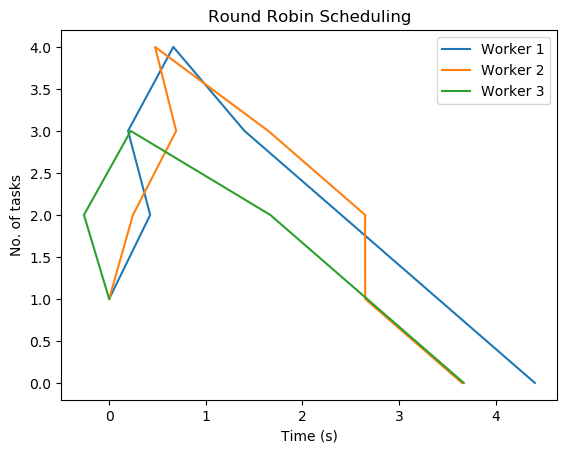 Round Robin Scheduling
Worker 1
Worker 2
Worker 3
No. of tasks
4.0
3.5
3.0
2.5
2.0
1.5
1.0
0.5
0.0
0 1 2 3 4
Time (s)